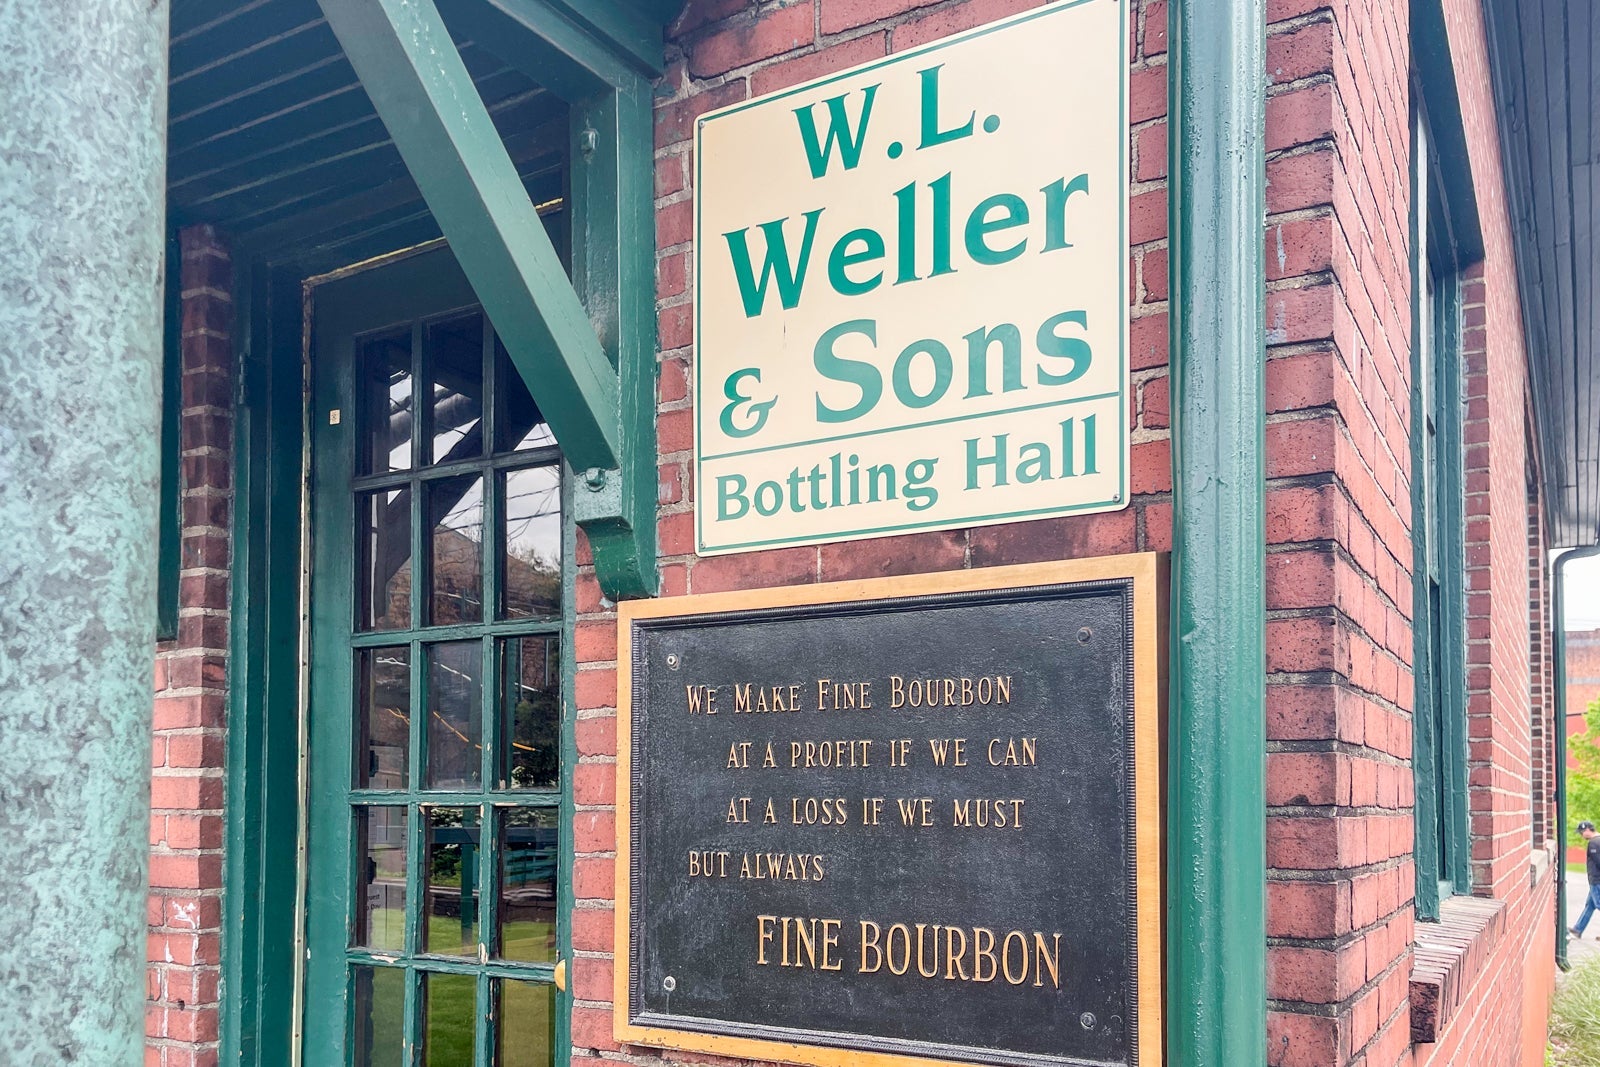 W.L.
Weller
& Sons
Bottling Hall
WE MAKE FINE BOURBON
AT A PROFIT IF WE CAN
AT A LOSS IF WE MUST
BUT ALWAYS
FINE BOURBON